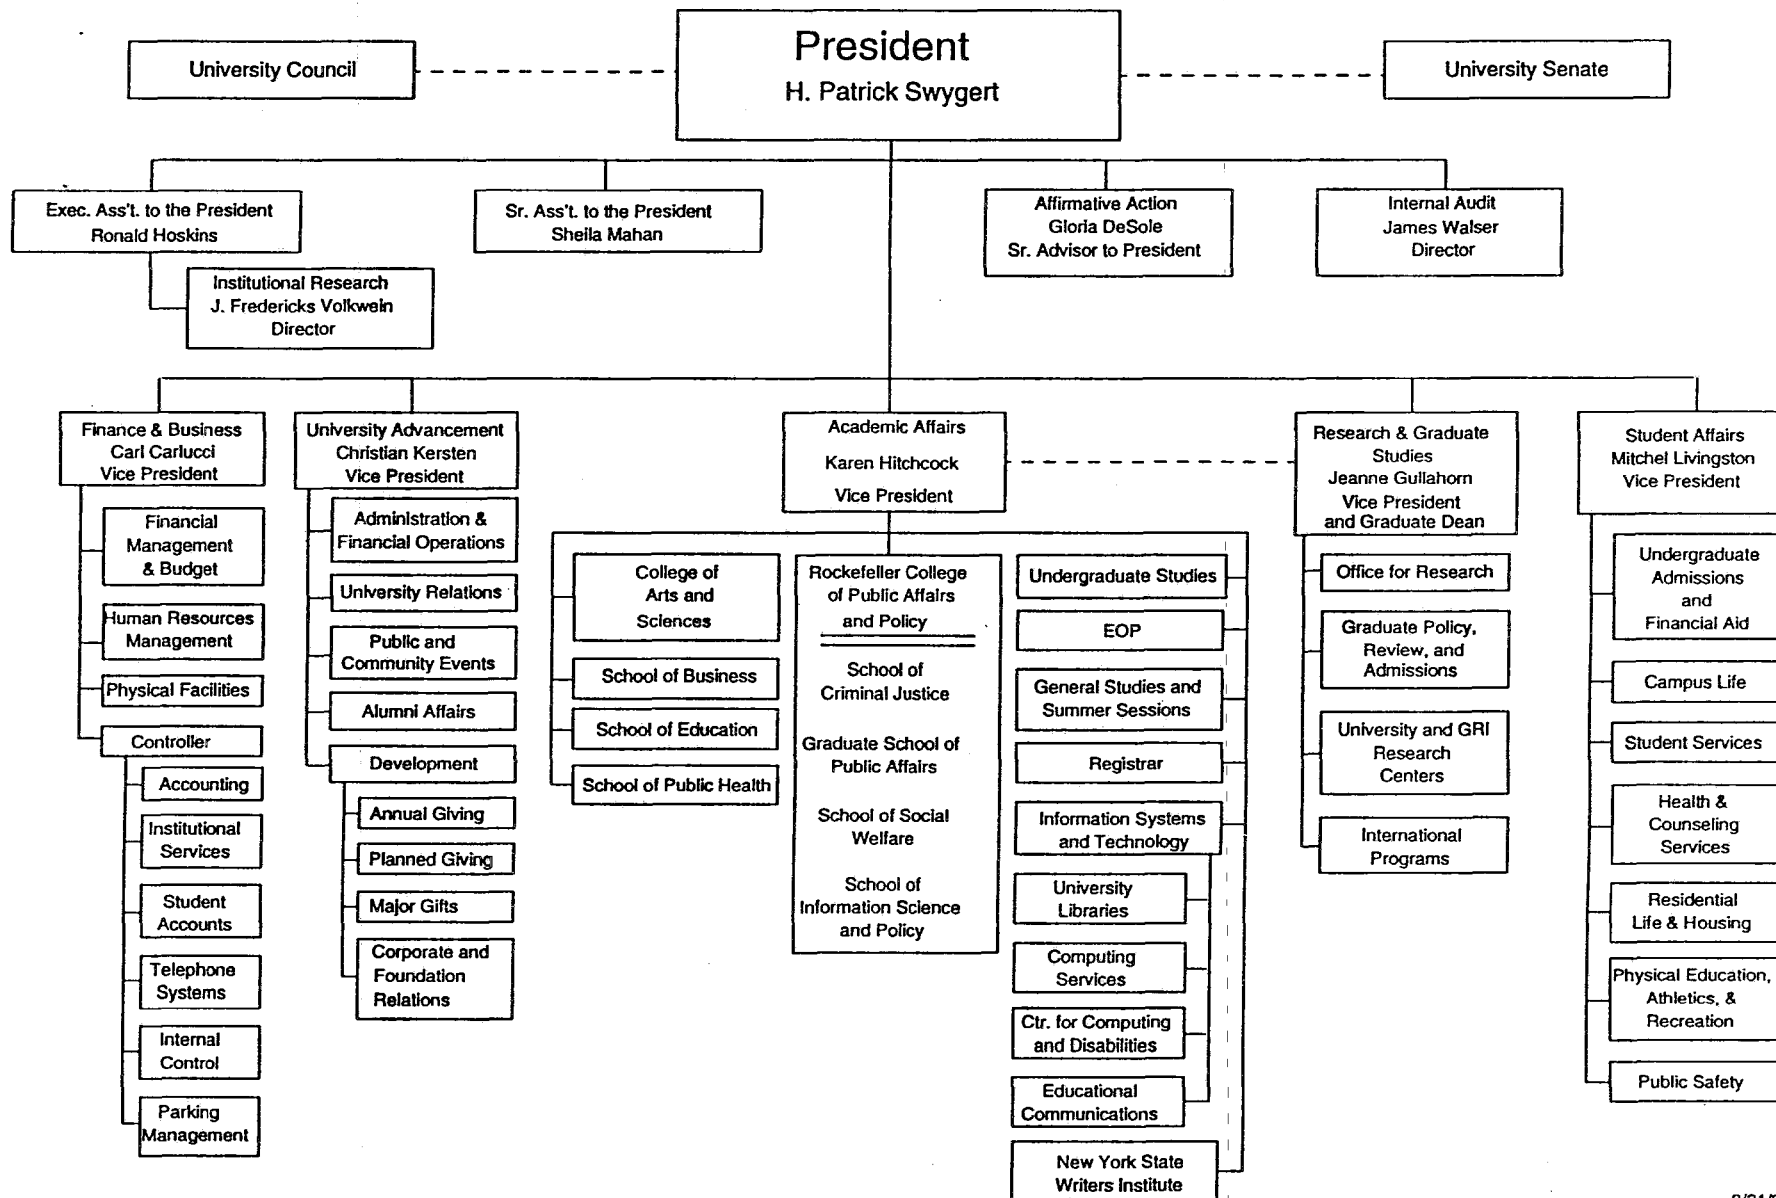 President
H. Patrick Swygert
University Council
University Senate
Exec. Ass't. to the President
Ronald Hoskins
Sr. Ass't. to the President
Sheila Mahan
Affirmative Action
Gloria DeSole
Sr. Advisor to President
Internal Audit
James Walser
Director
Institutional Research
J. Fredericks Volkwein
Director
Finance & Business
Carl Carlucci
Vice President
Financial
Management
& Budget
Human Resources
Management
Physical Facilities
Controller
Accounting
Institutional
Services
Student
Accounts
Telephone
Systems
Internal
Control
Parking
Management
University Advancement
Christian Kersten
Vice President
Administration &
Financial Operations
University Relations
Public and
Community Events
Alumni Affairs
Development
Annual Giving
Planned Giving
Major Gifts
Corporate and
Foundation
Relations
Academic Affairs
Karen Hitchcock
Vice President
College of
Arts and
Sciences
School of Business
School of Education
School of Public Health
Rockefeller College
of Public Affairs
and Policy
School of
Criminal Justice
Graduate School of
Public Affairs
School of Social
Welfare
School of
Information Science
and Policy
Undergraduate Studies
EOP
General Studies and
Summer Sessions
Registrar
Information Systems
and Technology
University
Libraries
Computing
Services
Ctr. for Computing
and Disabilities
Educational
Communications
New York State
Writers Institute
Research & Graduate
Studies
Jeanne Gullahorn
Vice President
and Graduate Dean
Office for Research
Graduate Policy,
Review, and
Admissions
University and GRI
Research
Centers
International
Programs
Student Affairs
Mitchel Livingston
Vice President
Undergraduate
Admissions
and
Financial Aid
Campus Life
Student Services
Health &
Counseling
Services
Residential
Life & Housing
Physical Education,
Athletics, &
Recreation
Public Safety